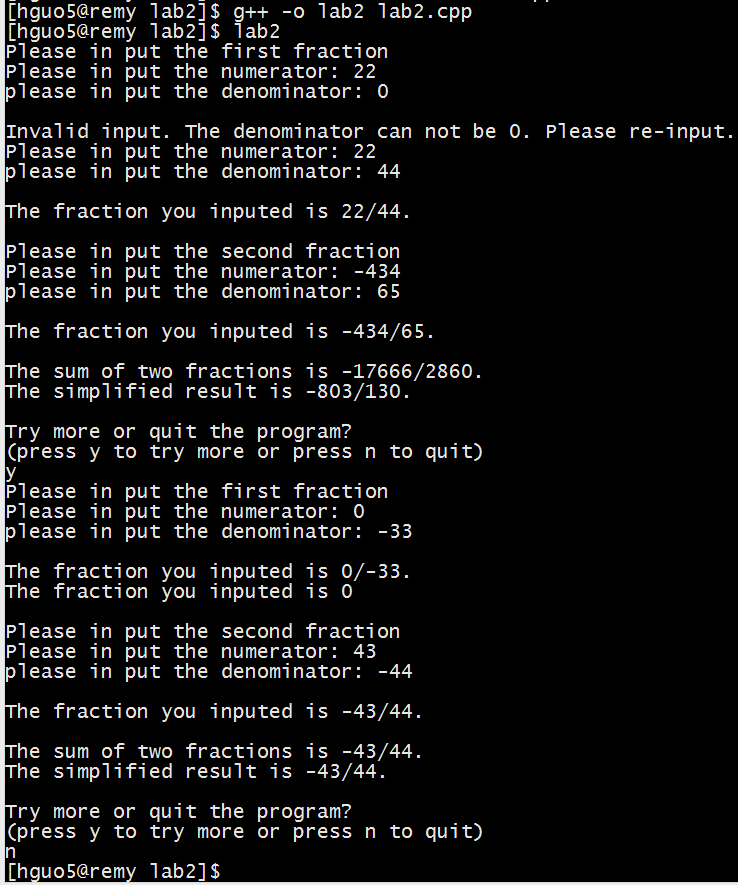 [hguo5@remy lab2]$ g++ -o lab2 lab2.cpp
[hguo5@remy lab2]$ lab2
Please in put the first fraction
Please in put the numerator: 22
please in put the denominator: 0
Invalid input. The denominator can not be 0. Please re-input.
Please in put the numerator: 22
please in put the denominator: 44
The fraction you inputed is 22/44.
Please in put the second fraction
Please in put the numerator: -434
please in put the denominator: 65
The fraction you inputed is -434/65.
The sum of two fractions is -17666/2860.
The simplified result is -803/130.
Try more or quit the program?
(press y to try more or press n to quit)
y
Please in put the first fraction
Please in put the numerator: 0
please in put the denominator: -33
The fraction you inputed is 0/-33.
The fraction you inputed is 0
Please in put the second fraction
Please in put the numerator: 43
please in put the denominator: -44
The fraction you inputed is -43/44.
The sum of two fractions is -43/44.
The simplified result is -43/44.
Try more or quit the program?
(press y to try more or press n to quit)
n
[hguo5@remy lab2]$